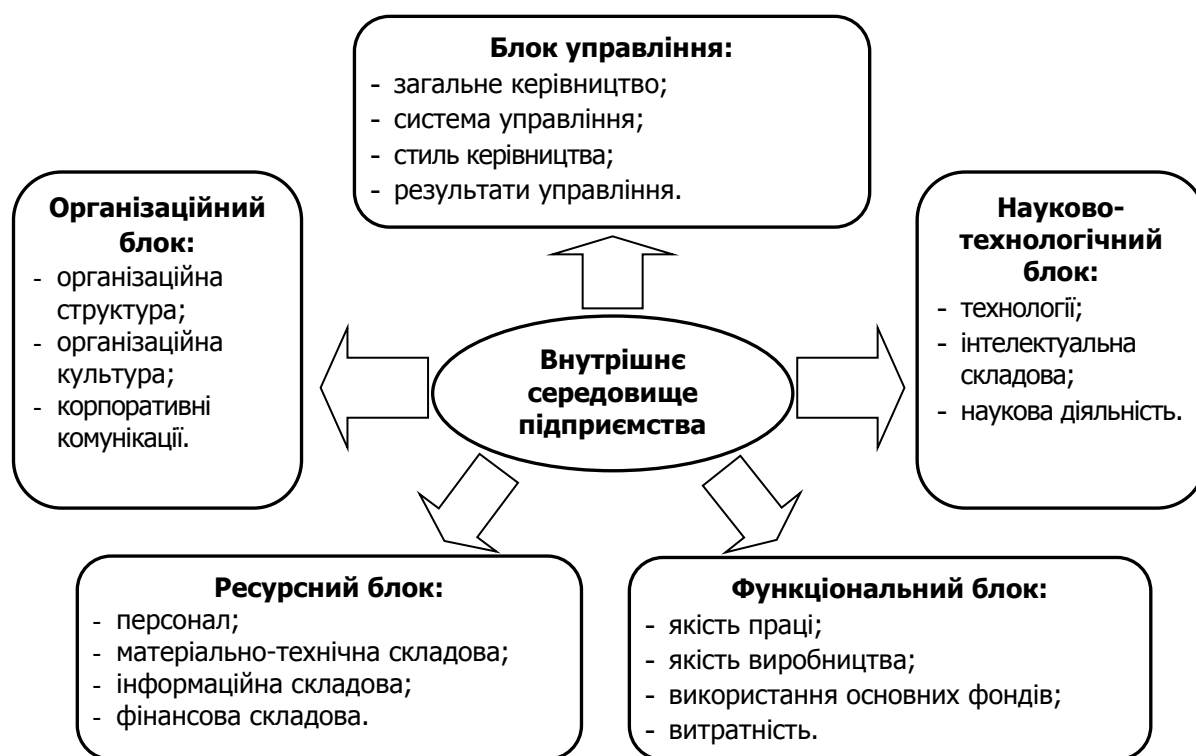 Блок управління:
- загальне керівництво;
- система управління;
- стиль керівництва;
- результати управління.
Організаційний
блок:
- організаційна
структура;
- організаційна
культура;
- корпоративні
комунікації.
Внутрішнє
середовище
підприємства
Науково-
технологічний
блок:
- технології;
- інтелектуальна
складова;
- наукова діяльність.
Ресурсний блок:
- персонал;
- матеріально-технічна складова;
- інформаційна складова;
- фінансова складова.
Функціональний блок:
- якість праці;
- якість виробництва;
- використання основних фондів;
- витратність.